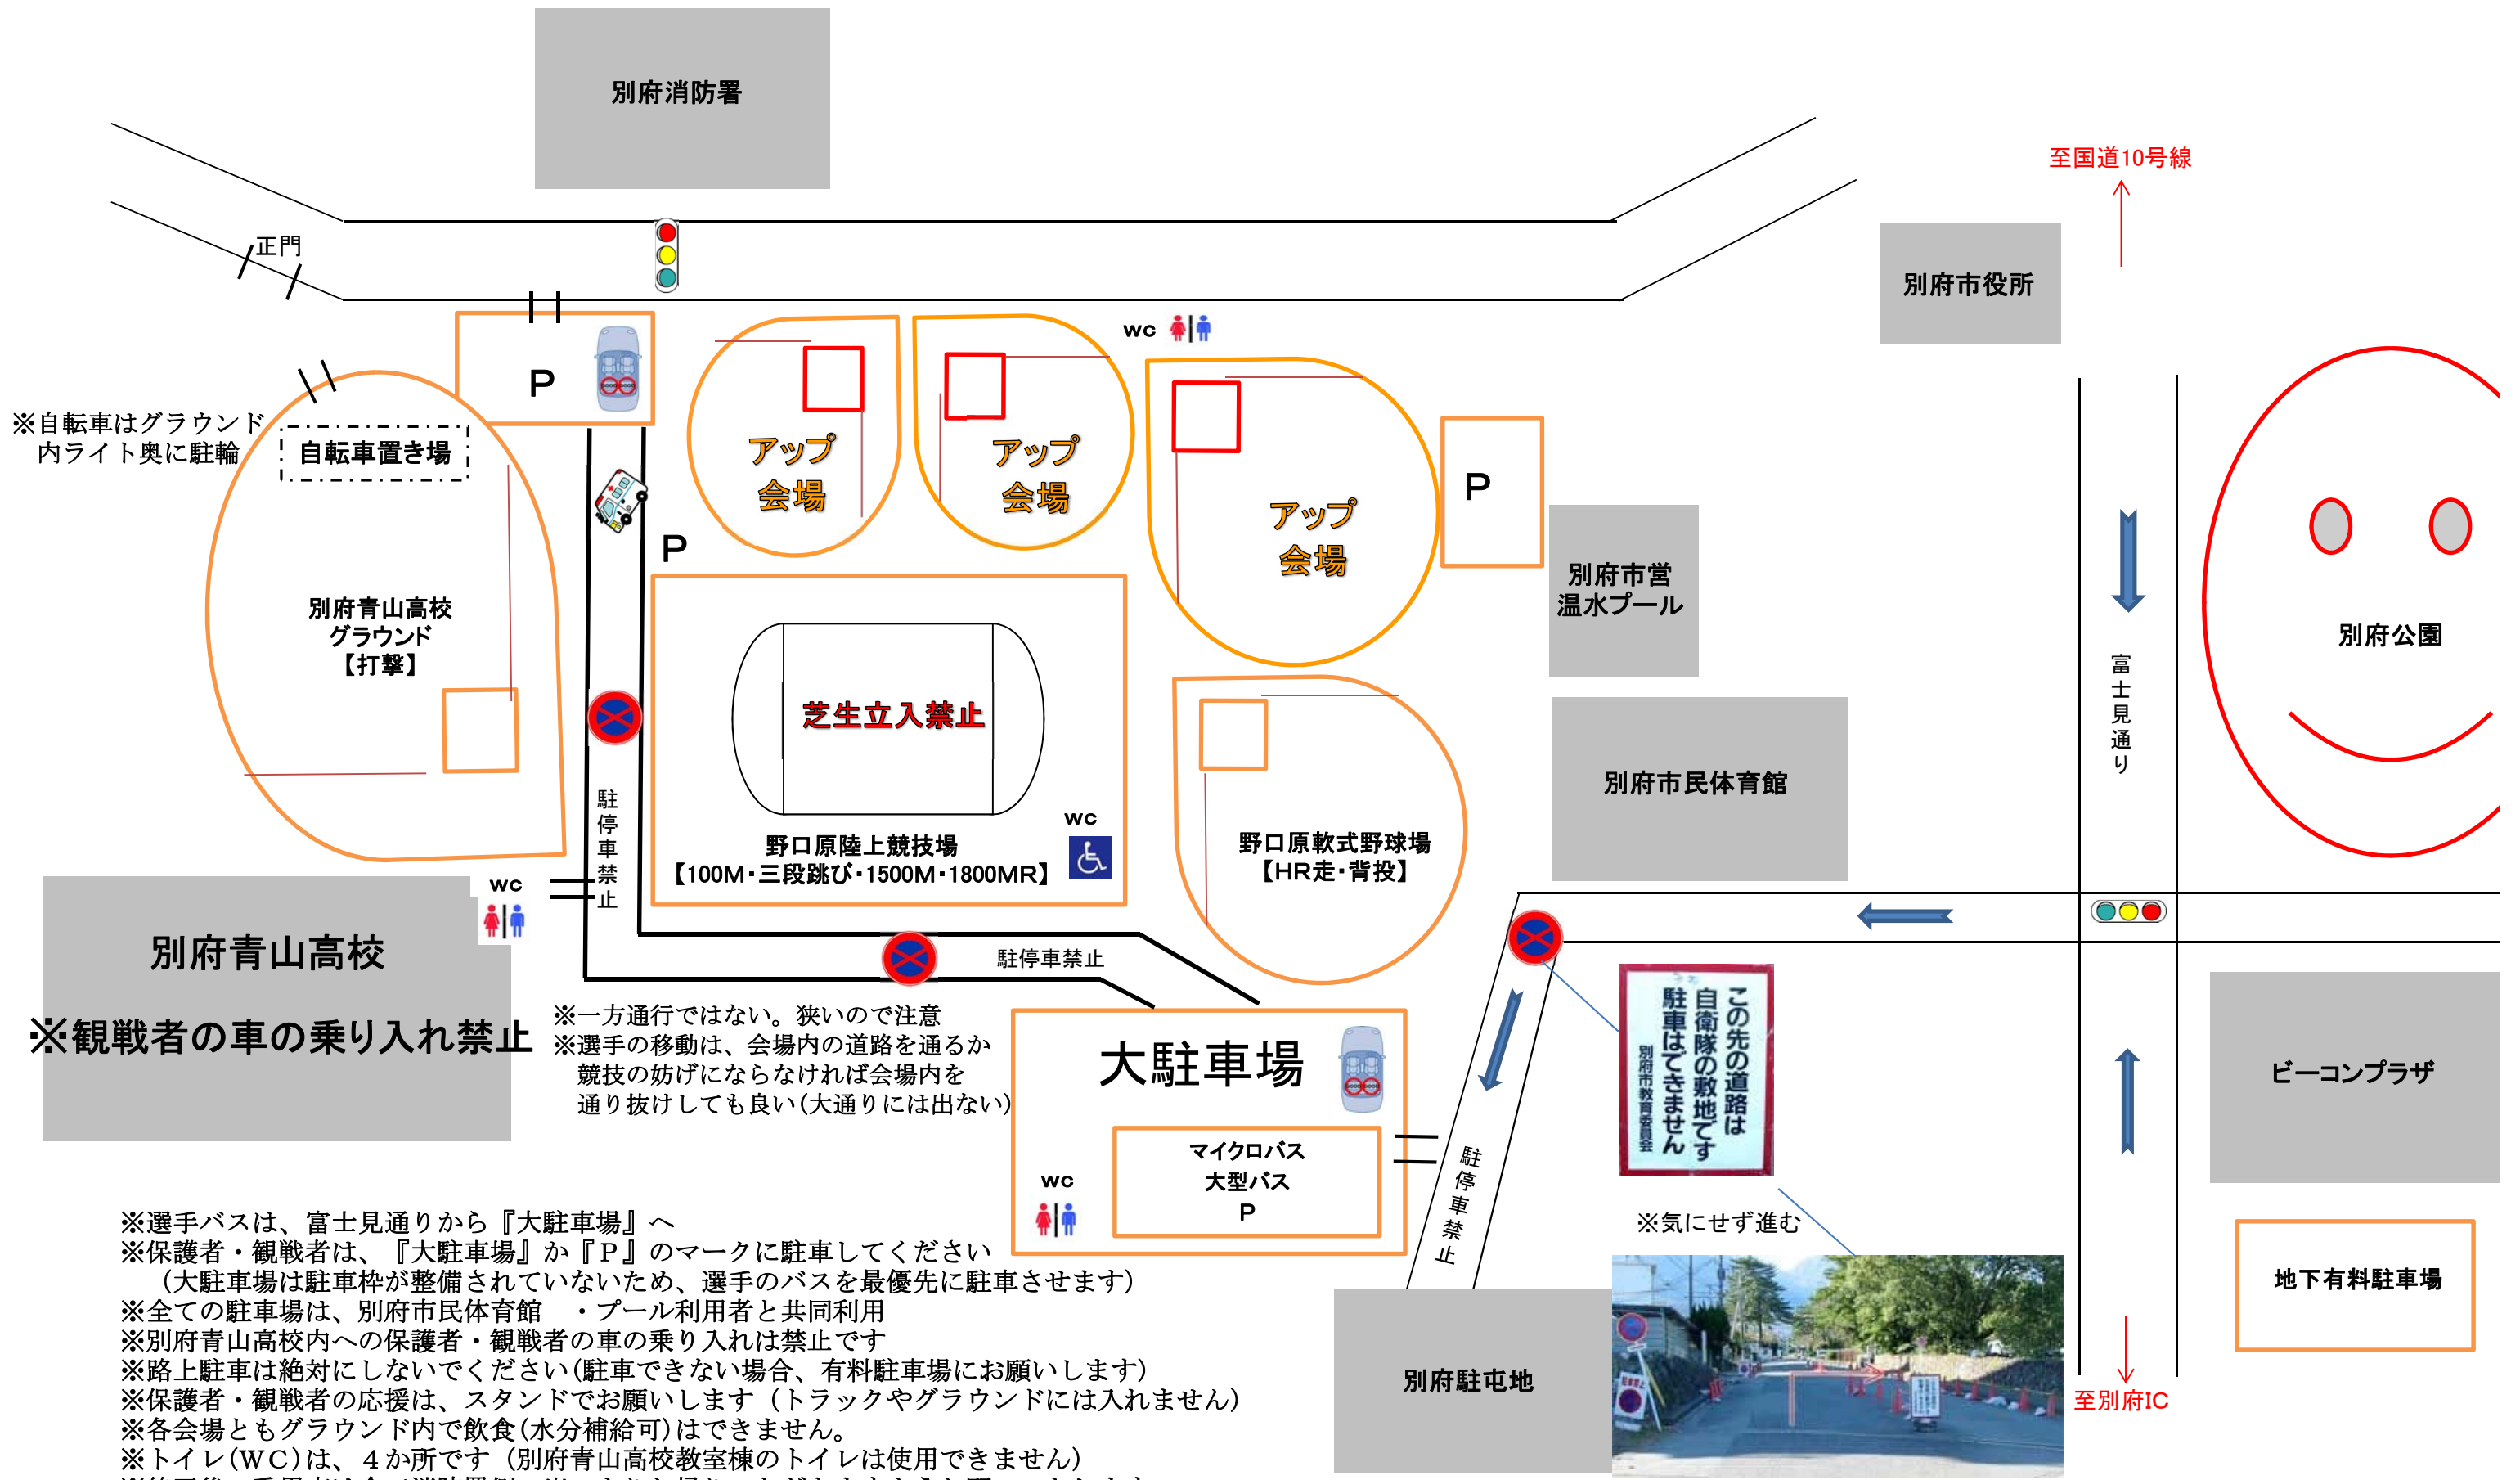 別府消防署
至国道10号線
正門
別府市役所
WC
P
※自転車はグラウンド
内ライト奥に駐輪
自転車置き場
アップ
会場
アップ
会場
アップ
会場
P
P
別府市営
温水プール
別府青山高校
グラウンド
【打撃】
富士見通り
別府公園
芝生立入禁止
別府市民体育館
駐停車禁止
WC
野口原陸上競技場
【100M・三段跳び・1500M・1800MR】
野口原軟式野球場
【HR走・背投】
WC
別府青山高校
※観戦者の車の乗り入れ禁止
駐停車禁止
※一方通行ではない。狭いので注意
※選手の移動は、会場内の道路を通るか
競技の妨げにならなければ会場内を
通り抜けしても良い(大通りには出ない)
大駐車場
マイクロバス
大型バス
P
WC
駐停車禁止
この先の道路は
自衛隊の敷地です
駐車はできません
別府市教育委員会
※気にせず進む
ビーコンプラザ
地下有料駐車場
別府駐屯地
至別府IC
※選手バスは、富士見通りから『大駐車場』へ
※保護者・観戦者は、『大駐車場』か『Ｐ』のマークに駐車してください
（大駐車場は駐車枠が整備されていないため、選手のバスを最優先に駐車させます）
※全ての駐車場は、別府市民体育館　・プール利用者と共同利用
※別府青山高校内への保護者・観戦者の車の乗り入れは禁止です
※路上駐車は絶対にしないでください(駐車できない場合、有料駐車場にお願いします)
※保護者・観戦者の応援は、スタンドでお願いします（トラックやグラウンドには入れません）
※各会場ともグラウンド内で飲食(水分補給可)はできません。
※トイレ(ＷＣ)は、４か所です（別府青山高校教室棟のトイレは使用できません）